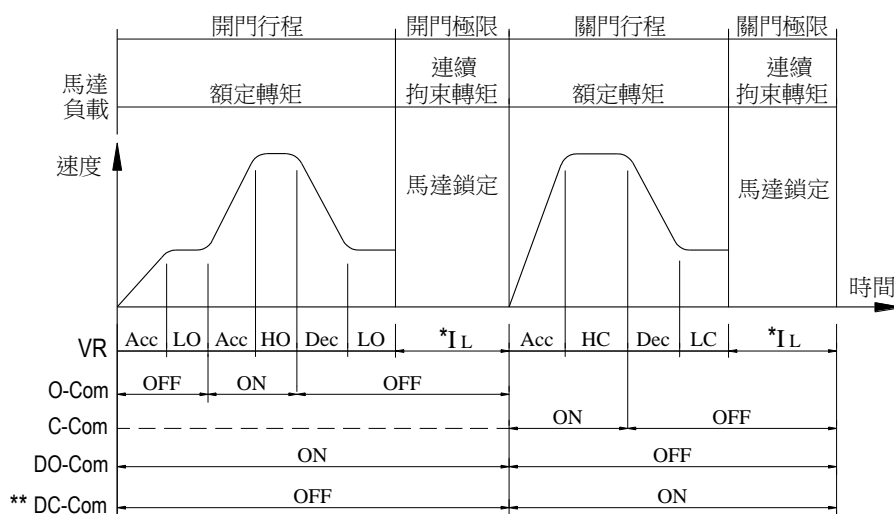 開門行程 開門極限 關門行程 關門極限
馬達負載 額定轉矩 連續拘束轉矩 額定轉矩 連續拘束轉矩
速度 馬達鎖定 馬達鎖定
時間
VR Acc LO Acc HO Dec LO *IL Acc HC Dec LC *IL
O-Com OFF ON OFF
C-Com ON OFF
DO-Com ON OFF
** DC-Com OFF ON